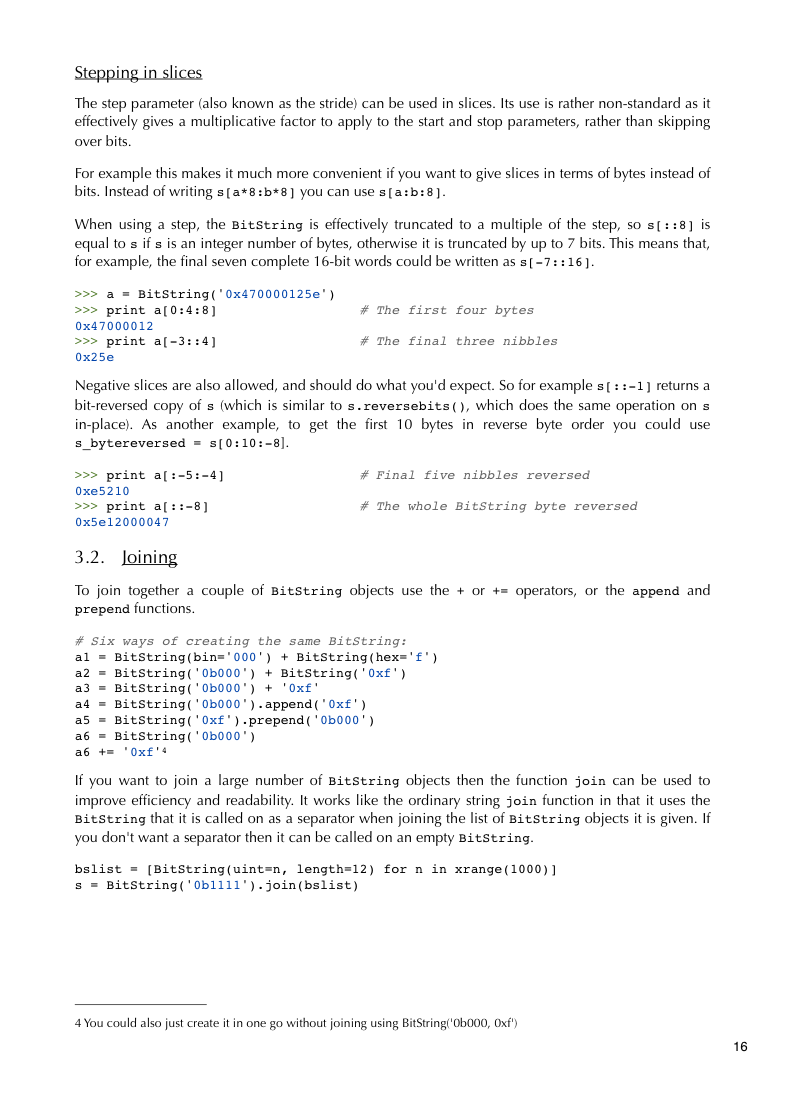 Stepping in slices
The step parameter (also known as the stride) can be used in slices. Its use is rather non-standard as it
effectively gives a multiplicative factor to apply to the start and stop parameters, rather than skipping
over bits.
For example this makes it much more convenient if you want to give slices in terms of bytes instead of
bits. Instead of writing s[a*8:b*8] you can use s[a:b:8].
When using a step, the BitString is effectively truncated to a multiple of the step, so s[::8] is
equal to s if s is an integer number of bytes, otherwise it is truncated by up to 7 bits. This means that,
for example, the final seven complete 16-bit words could be written as s[-7::16].
>>> a = BitString('0x470000125e')
>>> print a[0:4:8] # The first four bytes
0x47000012
>>> print a[-3::4] # The final three nibbles
0x25e
Negative slices are also allowed, and should do what you'd expect. So for example s[::-1] returns a
bit-reversed copy of s (which is similar to s.reversebits(), which does the same operation on s
in-place). As another example, to get the first 10 bytes in reverse byte order you could use
s_bytereversed = s[0:10:-8].
>>> print a[:-5:-4] # Final five nibbles reversed
0xe5210
>>> print a[::-8] # The whole BitString byte reversed
0x5e12000047
3.2. Joining
To join together a couple of BitString objects use the + or += operators, or the append and
prepend functions.
# Six ways of creating the same BitString:
a1 = BitString(bin='000') + BitString(hex='f')
a2 = BitString('0b000') + BitString('0xf')
a3 = BitString('0b000') + '0xf'
a4 = BitString('0b000').append('0xf')
a5 = BitString('0xf').prepend('0b000')
a6 = BitString('0b000')
a6 += '0xf'4
If you want to join a large number of BitString objects then the function join can be used to
improve efficiency and readability. It works like the ordinary string join function in that it uses the
BitString that it is called on as a separator when joining the list of BitString objects it is given. If
you don't want a separator then it can be called on an empty BitString.
bslist = [BitString(uint=n, length=12) for n in xrange(1000)]
s = BitString('0b1111').join(bslist)
4 You could also just create it in one go without joining using BitString('0b000, 0xf')
16